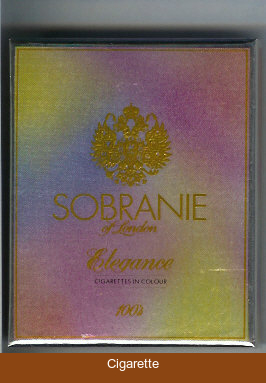 SOBRANIE
of London
Elegance
CIGARETTES IN COLOUR
100's
Cigarette